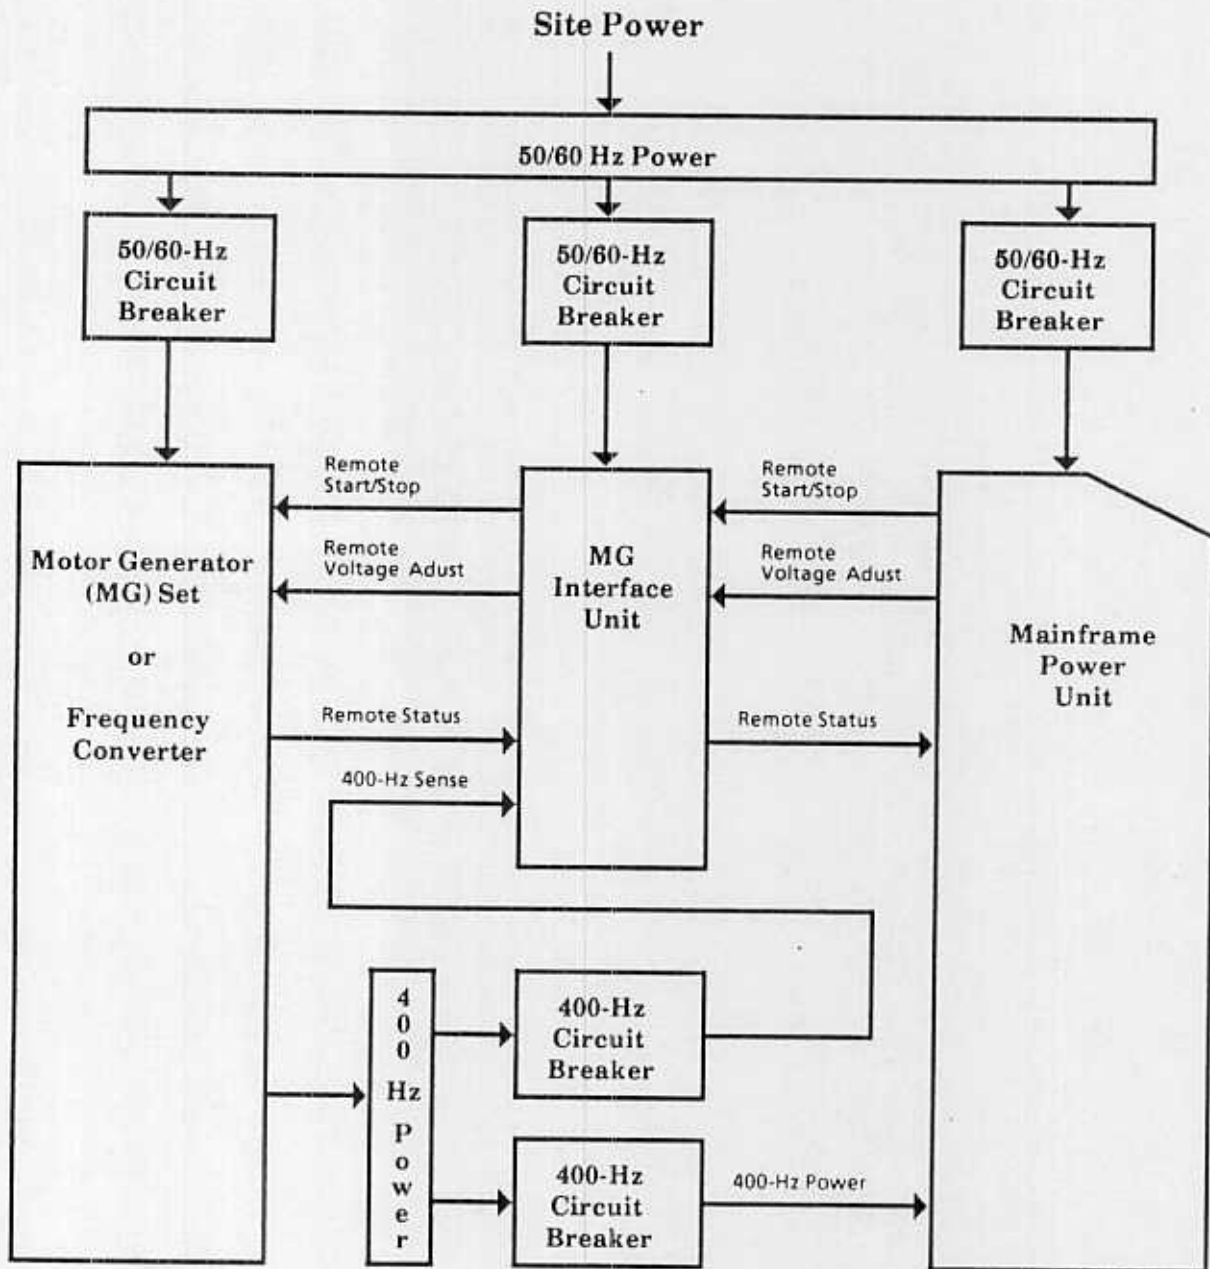 Site Power
50/60 Hz Power
50/60-Hz
Circuit
Breaker
50/60-Hz
Circuit
Breaker
50/60-Hz
Circuit
Breaker
Motor Generator
(MG) Set
or
Frequency
Converter
Remote
Start/Stop
Remote
Voltage Adust
Remote Status
400-Hz Sense
MG
Interface
Unit
Remote
Start/Stop
Remote
Voltage Adust
Remote Status
Mainframe
Power
Unit
400 Hz Power
400-Hz
Circuit
Breaker
400-Hz
Circuit
Breaker
400-Hz Power